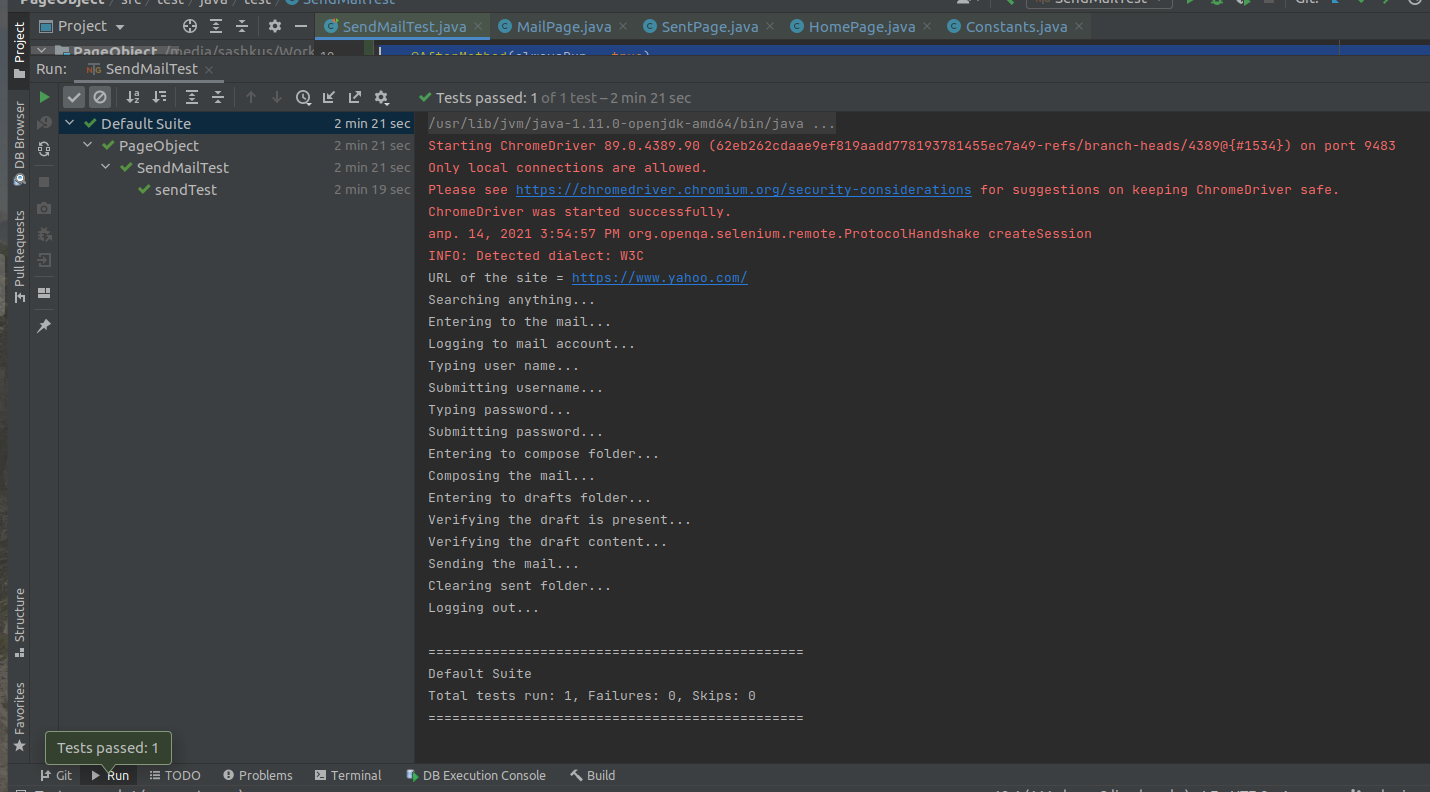 PageObject src test java test SendMailTest
SendMailTest Git:
Project SendMailTest.java MailPage.java SentPage.java HomePage.java Constants.java
PageObject /media/sashkus/Work
Run: SendMailTest
Tests passed: 1 of 1 test – 2 min 21 sec
Default Suite 2 min 21 sec
PageObject 2 min 21 sec
SendMailTest 2 min 21 sec
sendTest 2 min 19 sec
/usr/lib/jvm/java-1.11.0-openjdk-amd64/bin/java ...
Starting ChromeDriver 89.0.4389.90 (62eb262cdaae9ef819aadd778193781455ec7a49-refs/branch-heads/4389@{#1534}) on port 9483
Only local connections are allowed.
Please see https://chromedriver.chromium.org/security-considerations for suggestions on keeping ChromeDriver safe.
ChromeDriver was started successfully.
апр. 14, 2021 3:54:57 PM org.openqa.selenium.remote.ProtocolHandshake createSession
INFO: Detected dialect: W3C
URL of the site = https://www.yahoo.com/
Searching anything...
Entering to the mail...
Logging to mail account...
Typing user name...
Submitting username...
Typing password...
Submitting password...
Entering to compose folder...
Composing the mail...
Entering to drafts folder...
Verifying the draft is present...
Verifying the draft content...
Sending the mail...
Clearing sent folder...
Logging out...
===============================================
Default Suite
Total tests run: 1, Failures: 0, Skips: 0
===============================================
Project
DB Browser
Pull Requests
Structure
Favorites
Tests passed: 1
Git Run TODO Problems Terminal DB Execution Console Build